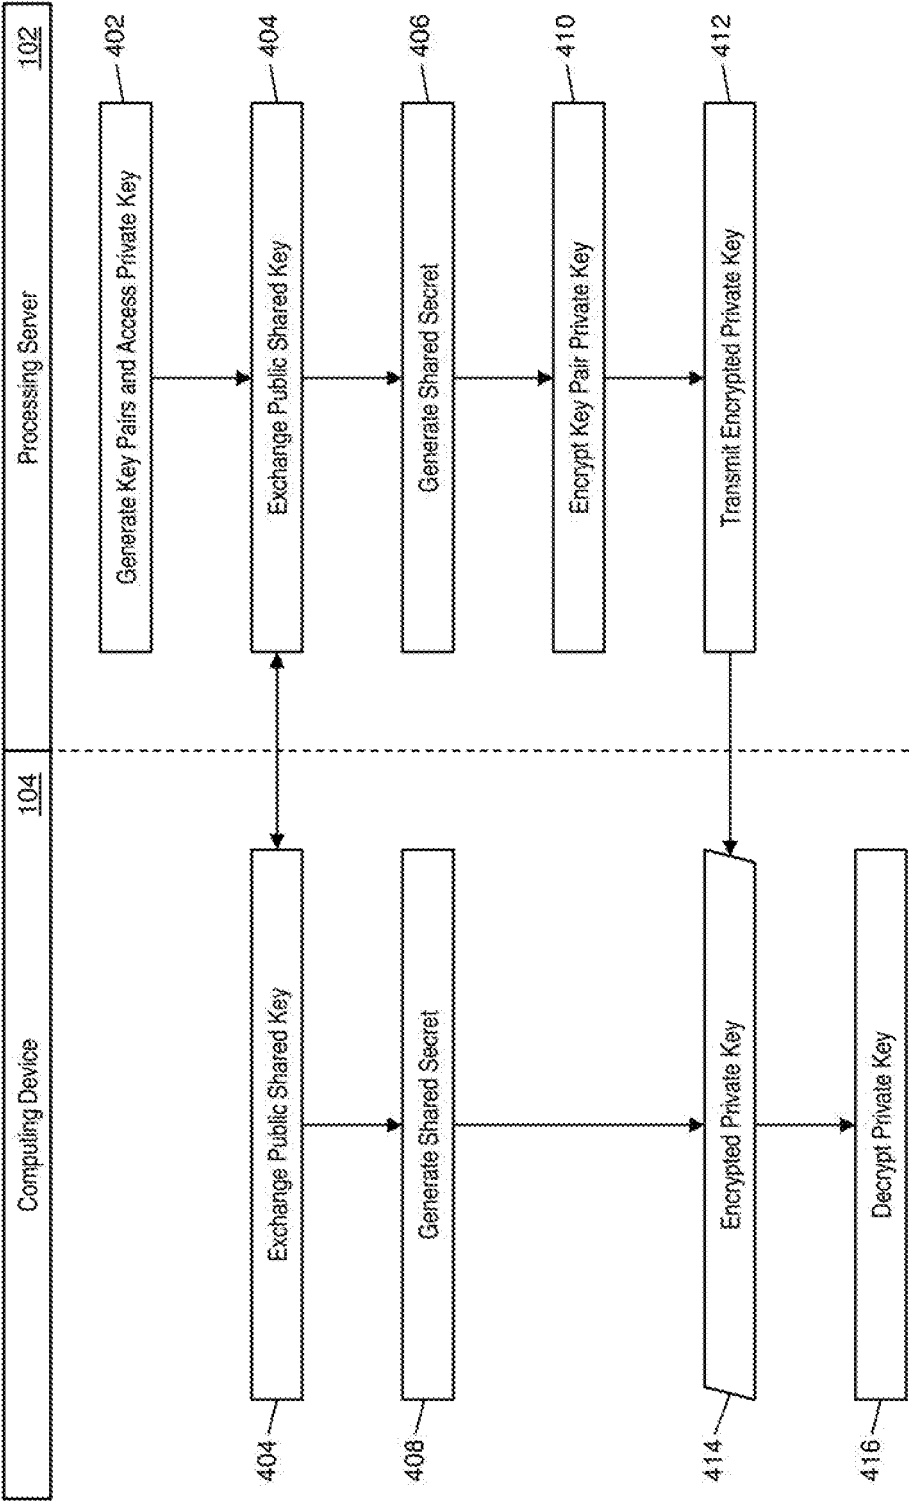 Computing Device
104
Processing Server
102
Generate Key Pairs and Access Private Key
402
404
Exchange Public Shared Key
Exchange Public Shared Key
404
408
Generate Shared Secret
Generate Shared Secret
406
Encrypt Key Pair Private Key
410
414
Encrypted Private Key
Transmit Encrypted Private Key
412
416
Decrypt Private Key